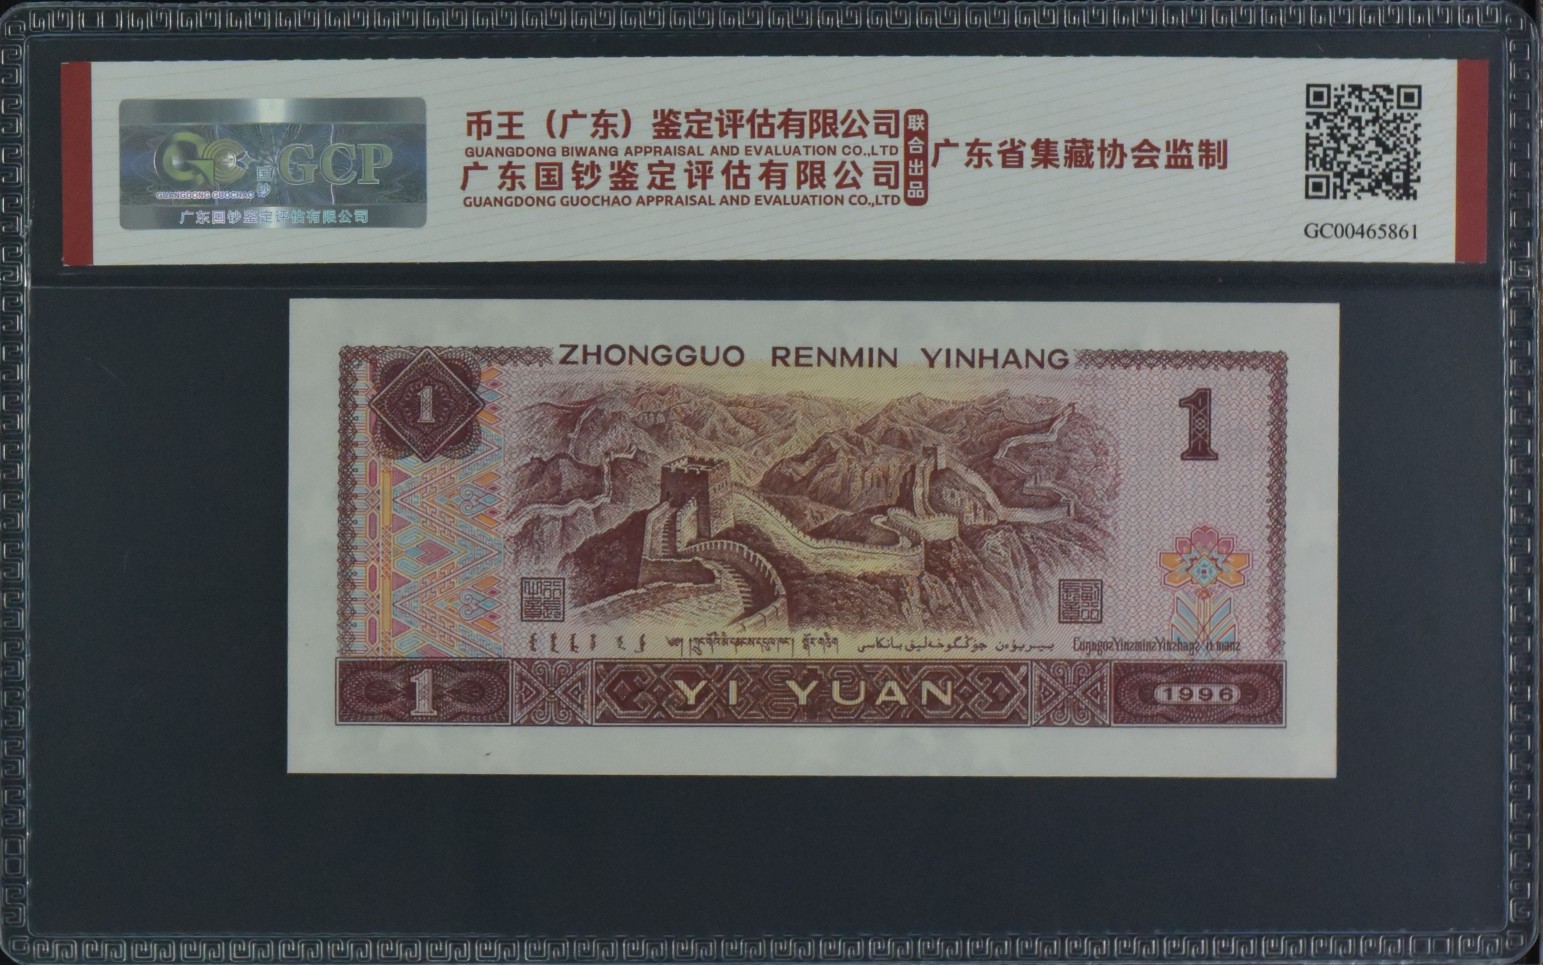 GCP
国钞
GUANGDONG GUOCHAO
广东国钞鉴定评估有限公司
币王（广东）鉴定评估有限公司
GUANGDONG BIWANG APPRAISAL AND EVALUATION CO.,LTD
广东国钞鉴定评估有限公司
GUANGDONG GUOCHAO APPRAISAL AND EVALUATION CO.,LTD
联合出品
广东省集藏协会监制
GC00465861
ZHONGGUO RENMIN YINHANG
1
1
1
YI YUAN
1996